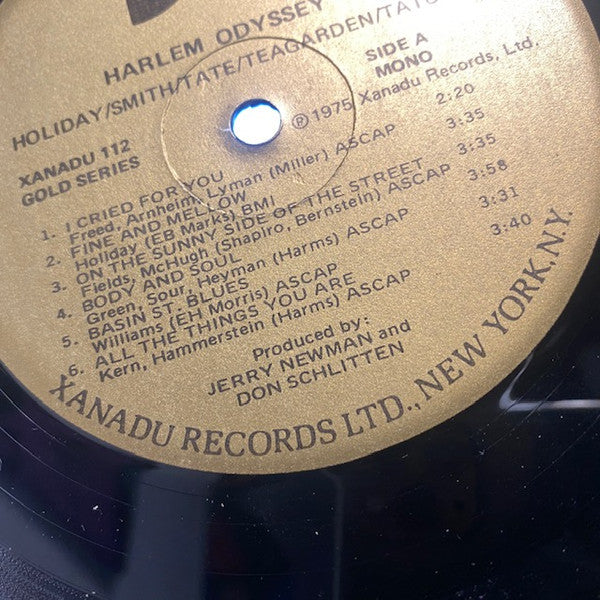 HARLEM ODYSSEY
HOLIDAY/SMITH/TATE/TEAGARDEN/TATU
SIDE A
MONO
XANADU 112
GOLD SERIES
℗ 1975 Xanadu Records, Ltd.
1. I CRIED FOR YOU 2:20
Freed, Arnheim, Lyman (Miller) ASCAP
2. FINE AND MELLOW 3:35
Holiday (EB Marks) BMI
3. ON THE SUNNY SIDE OF THE STREET 3:35
Fields, McHugh (Shapiro, Bernstein) ASCAP
4. BODY AND SOUL 3:58
Green, Sour, Heyman (Harms) ASCAP
5. BASIN ST. BLUES 3:31
Williams (EH Morris) ASCAP
6. ALL THE THINGS YOU ARE 3:40
Kern, Hammerstein (Harms) ASCAP
Produced by:
JERRY NEWMAN and
DON SCHLITTEN
XANADU RECORDS LTD., NEW YORK, N.Y.